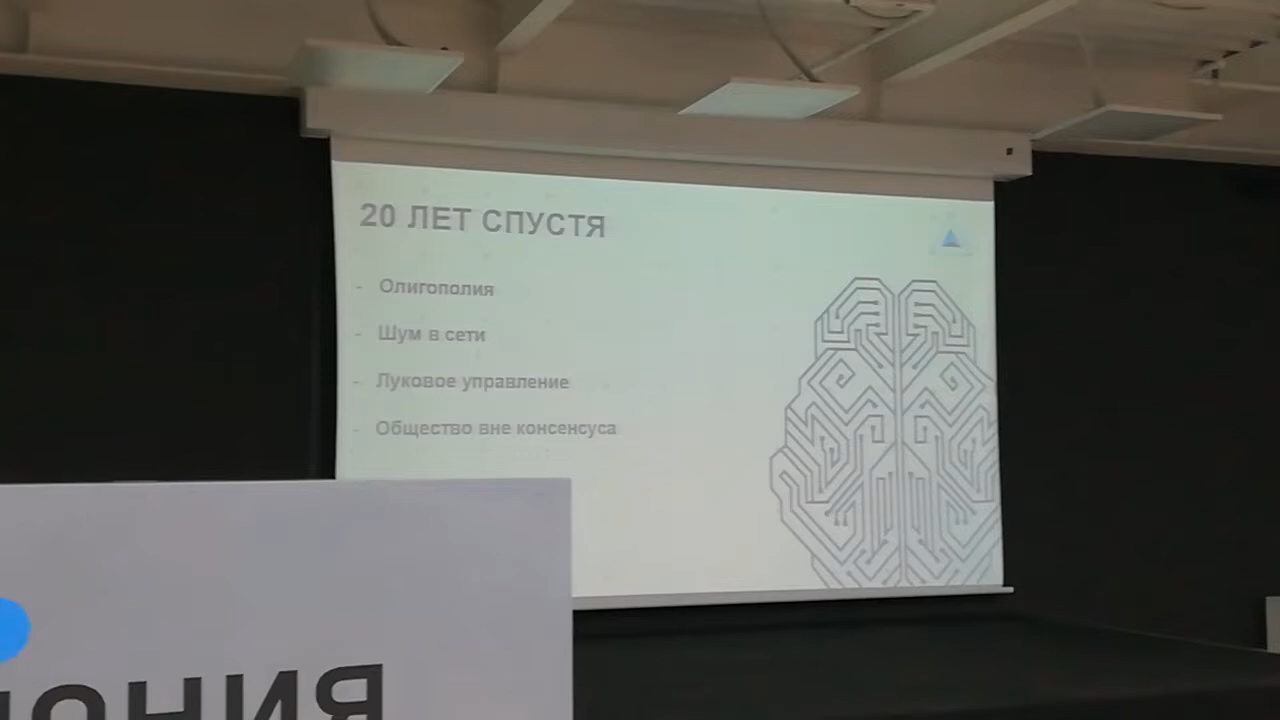 20 ЛЕТ СПУСТЯ
- Олигополия
- Шум в сети
- Луковое управление
- Общество вне консенсуса